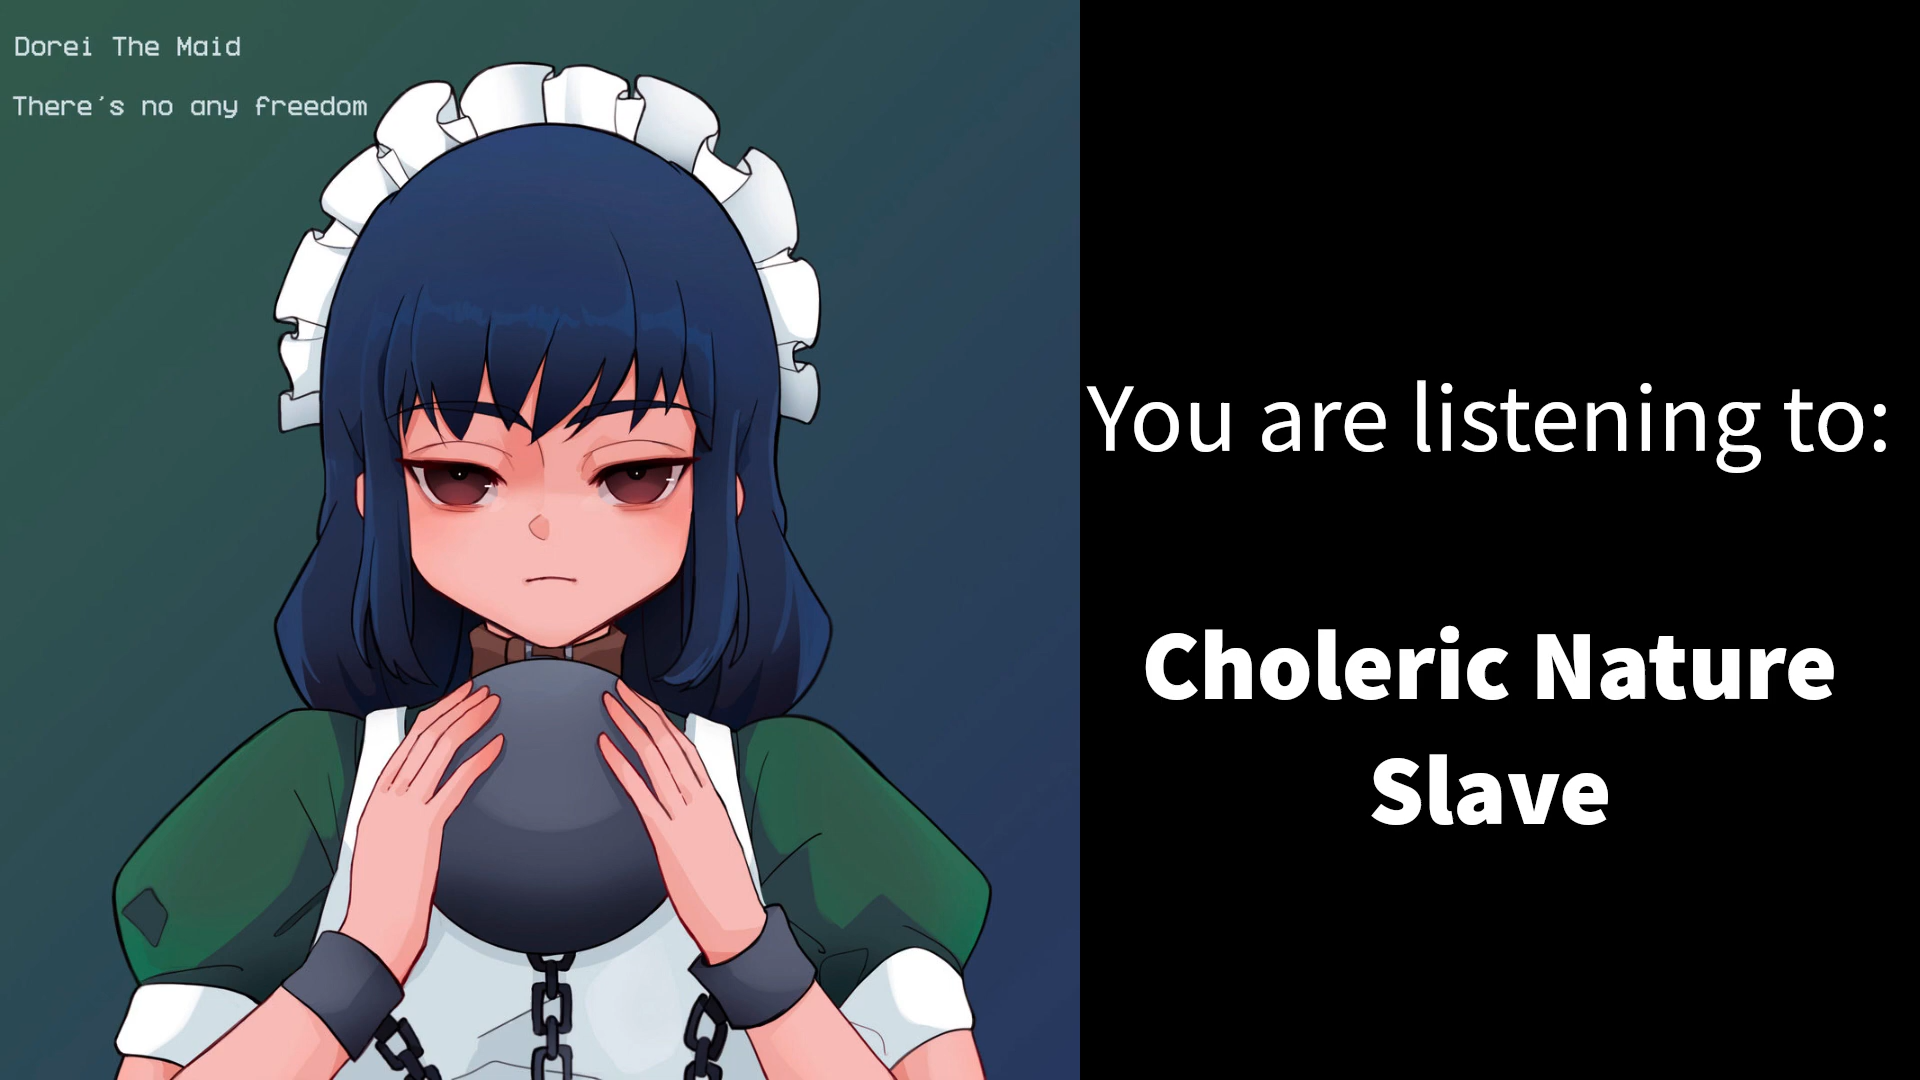 Dorei The Maid
There's no any freedom
You are listening to:
Choleric Nature
Slave